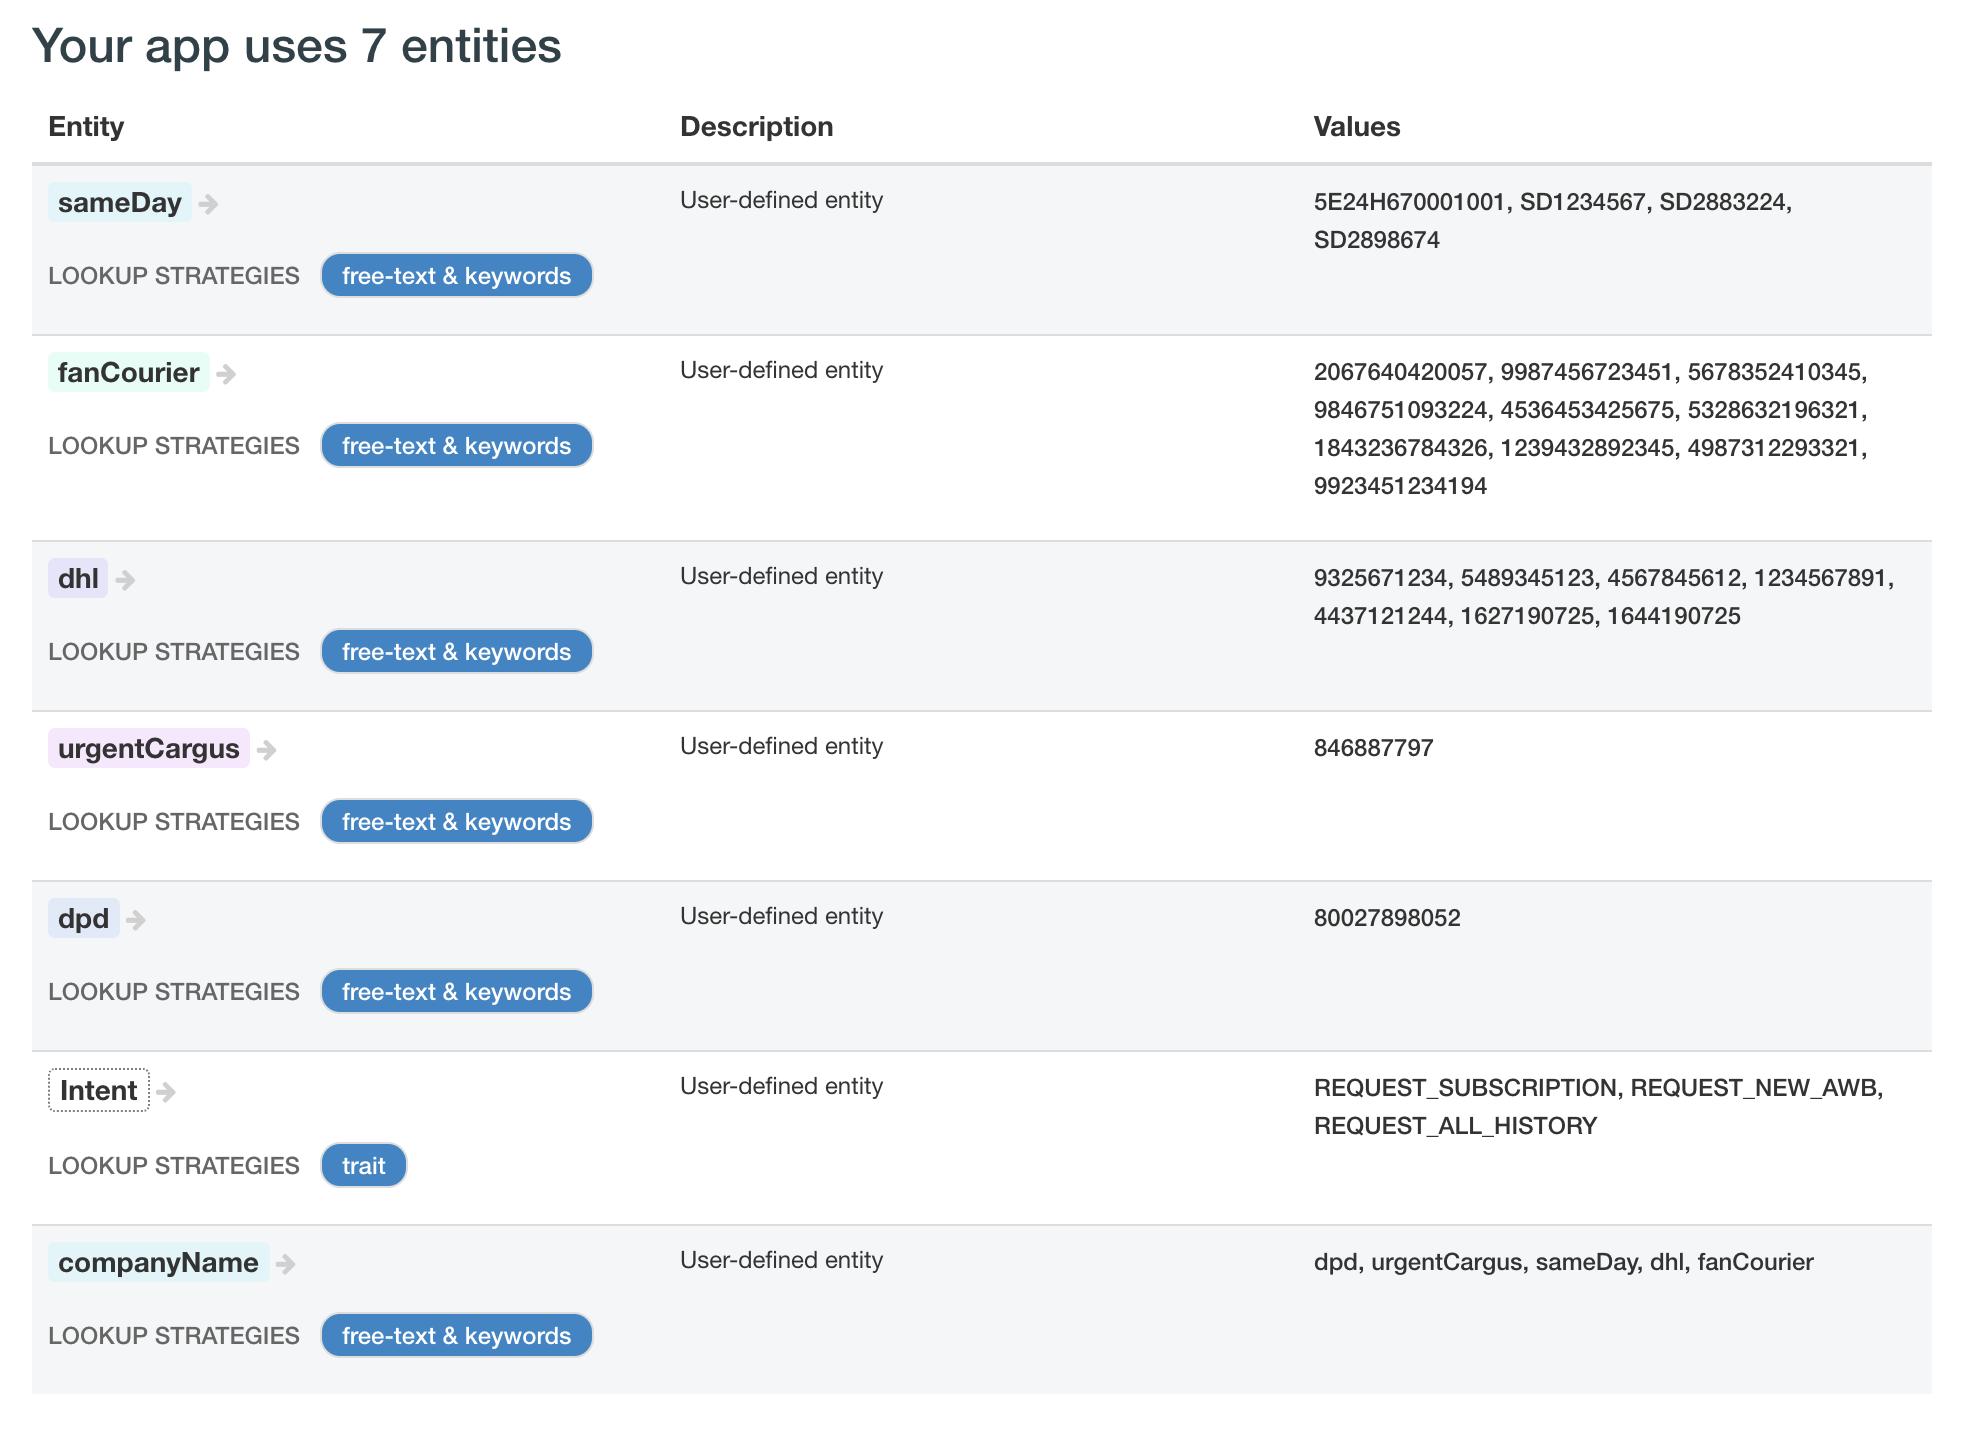 Your app uses 7 entities
Entity Description Values
sameDay User-defined entity 5E24H670001001, SD1234567, SD2883224,
SD2898674
LOOKUP STRATEGIES free-text & keywords
fanCourier User-defined entity 2067640420057, 9987456723451, 5678352410345,
9846751093224, 4536453425675, 5328632196321,
LOOKUP STRATEGIES free-text & keywords 1843236784326, 1239432892345, 4987312293321,
9923451234194
dhl User-defined entity 9325671234, 5489345123, 4567845612, 1234567891,
4437121244, 1627190725, 1644190725
LOOKUP STRATEGIES free-text & keywords
urgentCargus User-defined entity 846887797
LOOKUP STRATEGIES free-text & keywords
dpd User-defined entity 80027898052
LOOKUP STRATEGIES free-text & keywords
Intent User-defined entity REQUEST_SUBSCRIPTION, REQUEST_NEW_AWB,
REQUEST_ALL_HISTORY
LOOKUP STRATEGIES trait
companyName User-defined entity dpd, urgentCargus, sameDay, dhl, fanCourier
LOOKUP STRATEGIES free-text & keywords